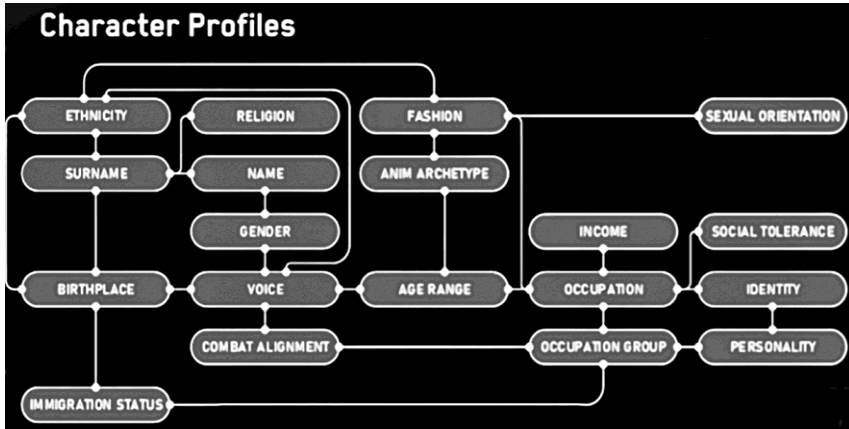 Character Profiles
ETHNICITY
RELIGION
FASHION
SEXUAL ORIENTATION
SURNAME
NAME
ANIM ARCHETYPE
GENDER
INCOME
SOCIAL TOLERANCE
BIRTHPLACE
VOICE
AGE RANGE
OCCUPATION
IDENTITY
COMBAT ALIGNMENT
OCCUPATION GROUP
PERSONALITY
IMMIGRATION STATUS